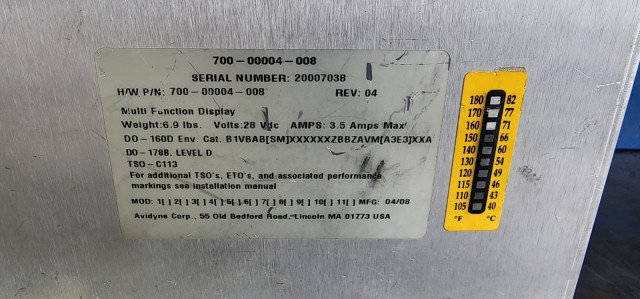 700-00004-008
SERIAL NUMBER: 20007038
H/W P/N: 700-00004-008 REV: 04
Multi Function Display
Weight:6.9 lbs. Volts:28 Vdc AMPS: 3.5 Amps Max
DO-160D Env. Cat. B1VBAB[SM]XXXXXXZBBZAVM[A3E3]XXA
DO-178B, LEVEL D
TSO-C113
For additional TSO's, ETO's, and associated performance
markings see installation manual
MOD: 1[ ] 2[ ] 3[ ] 4[ ] 5[ ] 6[ ] 7[ ] 8[ ] 9[ ] 10[ ] 11[ ] MFG: 04/08
Avidyne Corp., 55 Old Bedford Road, Lincoln MA 01773 USA
180 82
170 77
160 71
150 66
140 60
130 54
120 49
115 46
110 43
105 40
°F °C